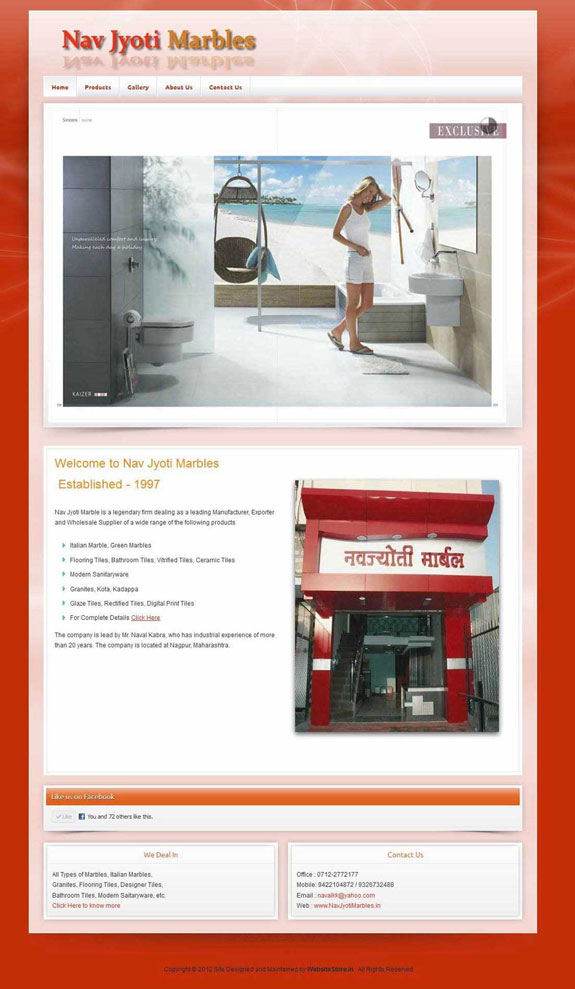 Nav Jyoti Marbles
Home Products Gallery About Us Contact Us
EXCLUSIVE
Unparalleled comfort and luxury
Making each day a holiday
KAIZER
Welcome to Nav Jyoti Marbles
Established - 1997
Nav Jyoti Marble is a legendary firm dealing as a leading Manufacturer, Exporter
and Wholesale Supplier of a wide range of the following products
Italian Marble, Green Marbles
Flooring Tiles, Bathroom Tiles, Vitrified Tiles, Ceramic Tiles
Modern Sanitaryware
Granites, Kota, Kadappa
Glaze Tiles, Rectified Tiles, Digital Print Tiles
For Complete Details Click Here
The company is lead by Mr. Naval Kabra, who has industrial experience of more
than 20 years. The company is located at Nagpur, Maharashtra.
नवज्योती मार्बल
Like us on Facebook
Like You and 72 others like this.
We Deal In
All Types of Marbles, Italian Marbles,
Granites, Flooring Tiles, Designer Tiles,
Bathroom Tiles, Modern Saitaryware, etc.
Click Here to know more
Contact Us
Office : 0712-2772177
Mobile: 9422104872 / 9326732488
Email : @yahoo.com
Web : www.NavJyotiMarbles.in
Copyright © 2012 Site Designed and Maintained by . All Rights Reserved.